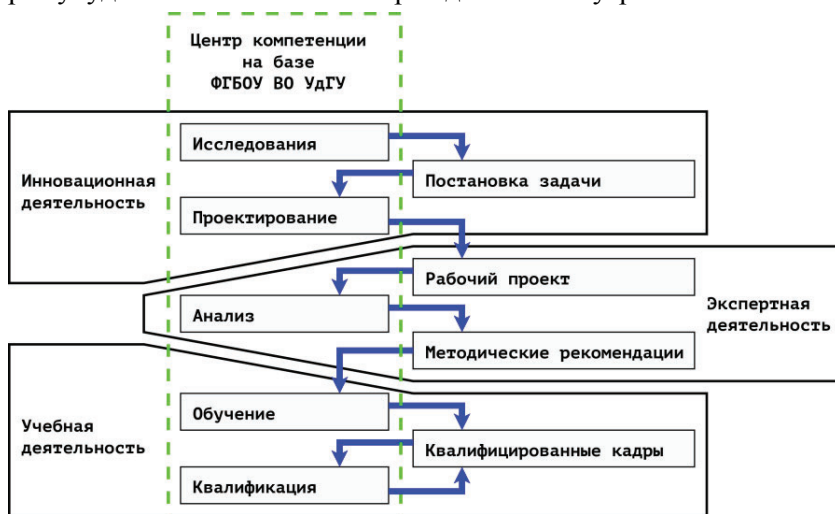 Центр компетенции
на базе
ФГБОУ ВО УдГУ
Исследования
Постановка задачи
Инновационная
деятельность
Проектирование
Рабочий проект
Анализ
Экспертная
деятельность
Методические рекомендации
Обучение
Учебная
деятельность
Квалифицированные кадры
Квалификация